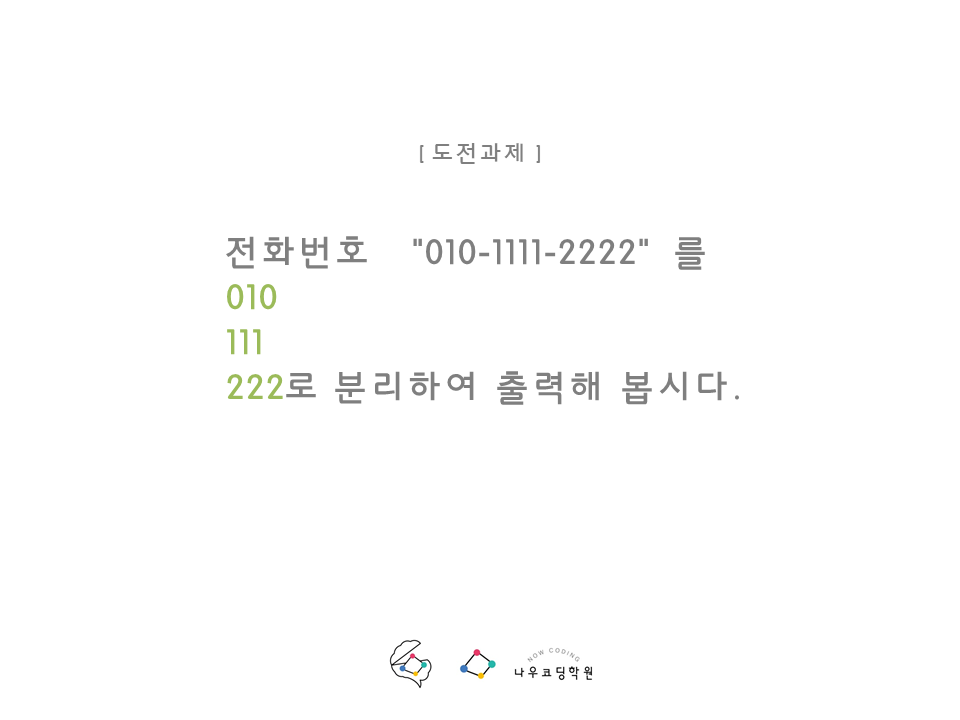 [ 도전과제 ]
전화번호 "010-1111-2222" 를
010
111
222로 분리하여 출력해 봅시다.
NOW CODING
나우코딩학원